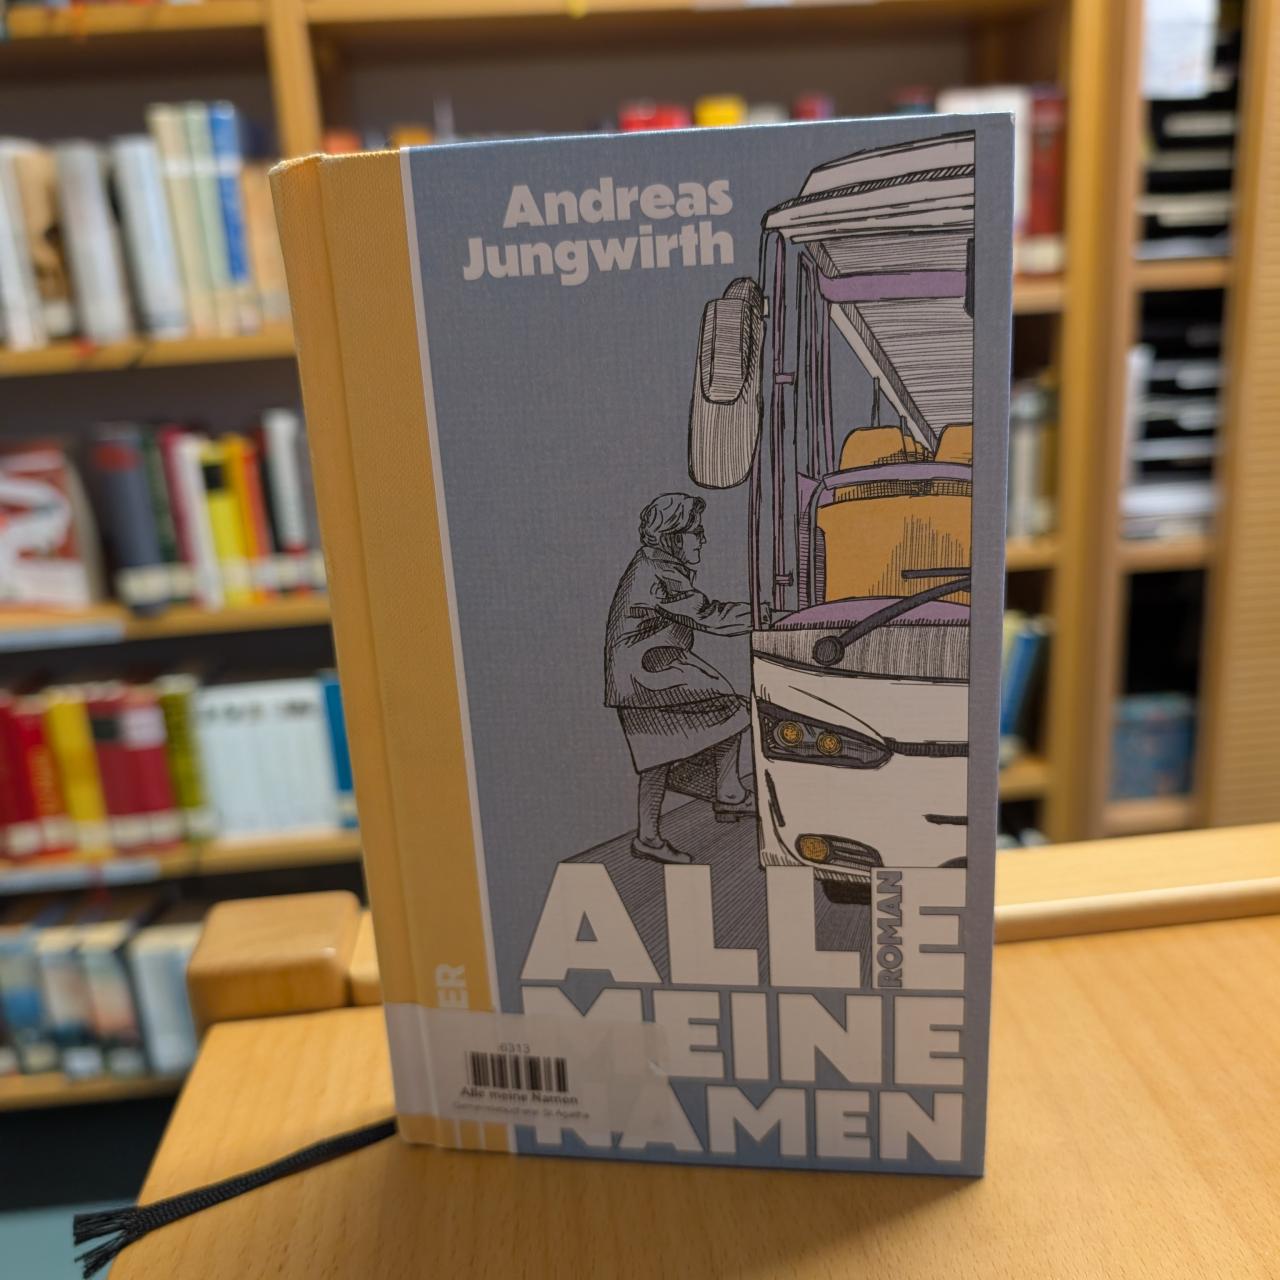 Andreas
Jungwirth
ALLE
ROMAN
MEINE
NAMEN
ER
6313
Alle meine Namen